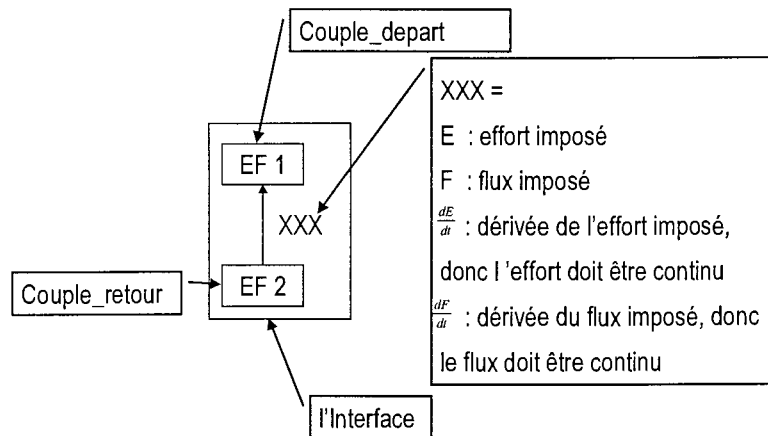 Couple_depart
XXX =
E : effort imposé
F : flux imposé
dE/dt : dérivée de l'effort imposé,
donc l 'effort doit être continu
dF/dt : dérivée du flux imposé, donc
le flux doit être continu
EF 1
XXX
EF 2
Couple_retour
l'Interface